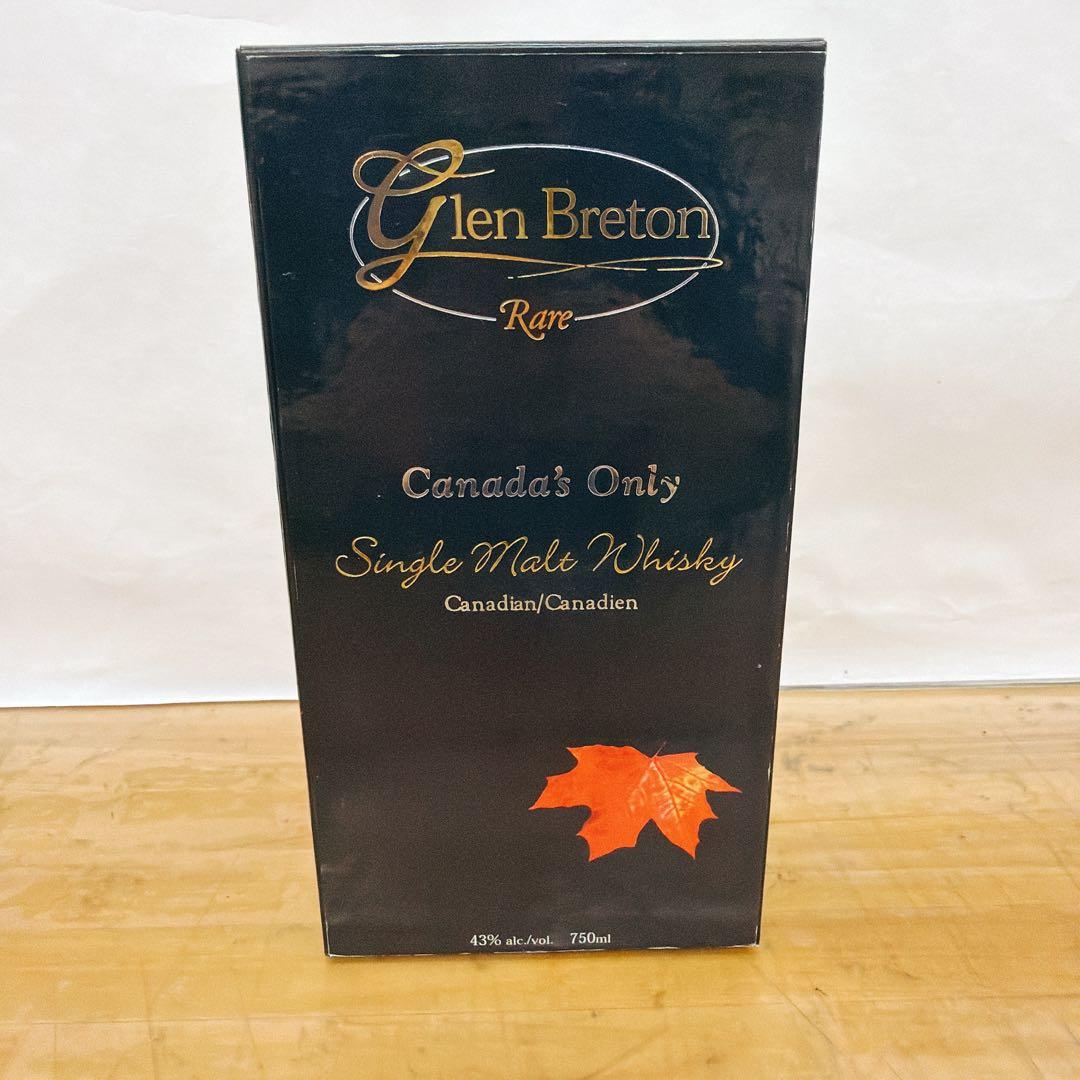 Glen Breton
Rare
Canada's Only
Single Malt Whisky
Canadian/Canadien
43% alc./vol. 750ml